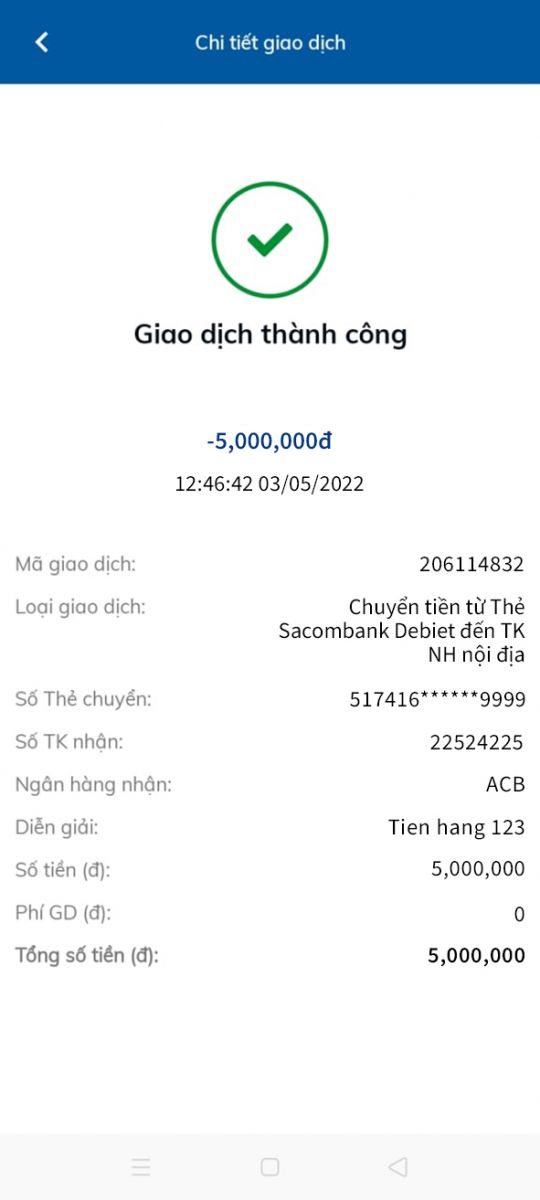 Chi tiết giao dịch
Giao dịch thành công
-5,000,000đ
12:46:42 03/05/2022
Mã giao dịch: 206114832
Loại giao dịch: Chuyển tiền từ Thẻ
Sacombank Debiet đến TK
NH nội địa
Số Thẻ chuyển: 517416******9999
Số TK nhận: 22524225
Ngân hàng nhận: ACB
Diễn giải: Tien hang 123
Số tiền (đ): 5,000,000
Phí GD (đ): 0
Tổng số tiền (đ): 5,000,000